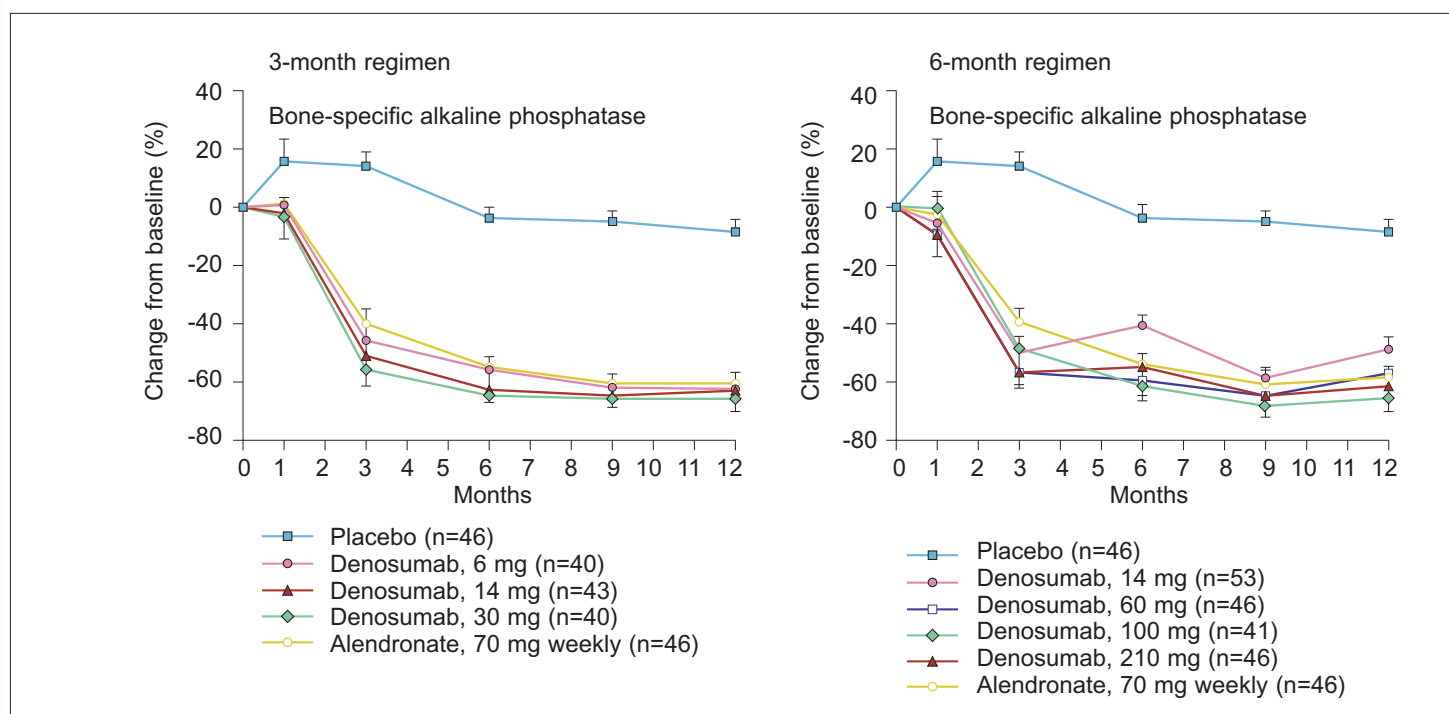 3-month regimen
Bone-specific alkaline phosphatase
Change from baseline (%)
40
20
0
-20
-40
-60
-80
0 1 2 3 4 5 6 7 8 9 10 11 12
Months
Placebo (n=46)
Denosumab, 6 mg (n=40)
Denosumab, 14 mg (n=43)
Denosumab, 30 mg (n=40)
Alendronate, 70 mg weekly (n=46)
6-month regimen
Bone-specific alkaline phosphatase
Change from baseline (%)
40
20
0
-20
-40
-60
-80
0 1 2 3 4 5 6 7 8 9 10 11 12
Months
Placebo (n=46)
Denosumab, 14 mg (n=53)
Denosumab, 60 mg (n=46)
Denosumab, 100 mg (n=41)
Denosumab, 210 mg (n=46)
Alendronate, 70 mg weekly (n=46)